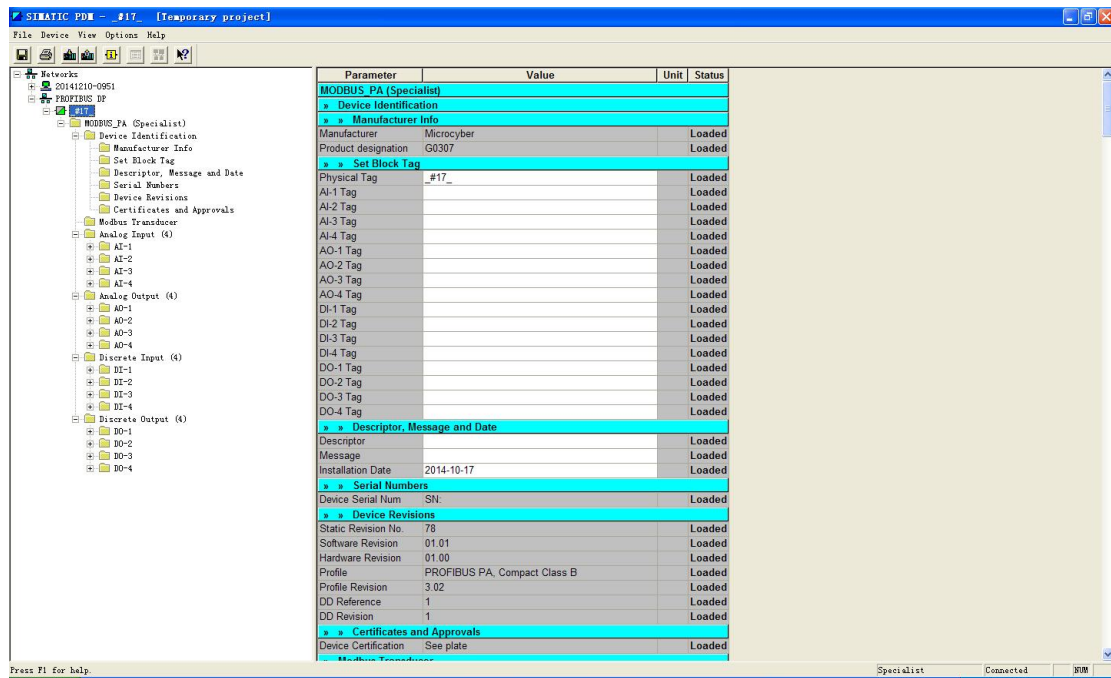 SIMATIC PDM - _#17_ [Temporary project]
File Device View Options Help
Networks
20141210-0951
PROFIBUS DP
_#17_
MODBUS_PA (Specialist)
Device Identification
Manufacturer Info
Set Block Tag
Descriptor, Message and Date
Serial Numbers
Device Revisions
Certificates and Approvals
Modbus Transducer
Analog Input (4)
AI-1
AI-2
AI-3
AI-4
Analog Output (4)
AO-1
AO-2
AO-3
AO-4
Discrete Input (4)
DI-1
DI-2
DI-3
DI-4
Discrete Output (4)
DO-1
DO-2
DO-3
DO-4
Parameter Value Unit Status
MODBUS_PA (Specialist)
» Device Identification
» » Manufacturer Info
Manufacturer Microcyber Loaded
Product designation G0307 Loaded
» » Set Block Tag
Physical Tag _#17_ Loaded
AI-1 Tag Loaded
AI-2 Tag Loaded
AI-3 Tag Loaded
AI-4 Tag Loaded
AO-1 Tag Loaded
AO-2 Tag Loaded
AO-3 Tag Loaded
AO-4 Tag Loaded
DI-1 Tag Loaded
DI-2 Tag Loaded
DI-3 Tag Loaded
DI-4 Tag Loaded
DO-1 Tag Loaded
DO-2 Tag Loaded
DO-3 Tag Loaded
DO-4 Tag Loaded
» » Descriptor, Message and Date
Descriptor Loaded
Message Loaded
Installation Date 2014-10-17 Loaded
» » Serial Numbers
Device Serial Num SN: Loaded
» » Device Revisions
Static Revision No. 78 Loaded
Software Revision 01.01 Loaded
Hardware Revision 01.00 Loaded
Profile PROFIBUS PA, Compact Class B Loaded
Profile Revision 3.02 Loaded
DD Reference 1 Loaded
DD Revision 1 Loaded
» » Certificates and Approvals
Device Certification See plate Loaded
» Modbus Transducer
Press F1 for help. Specialist Connected NUM